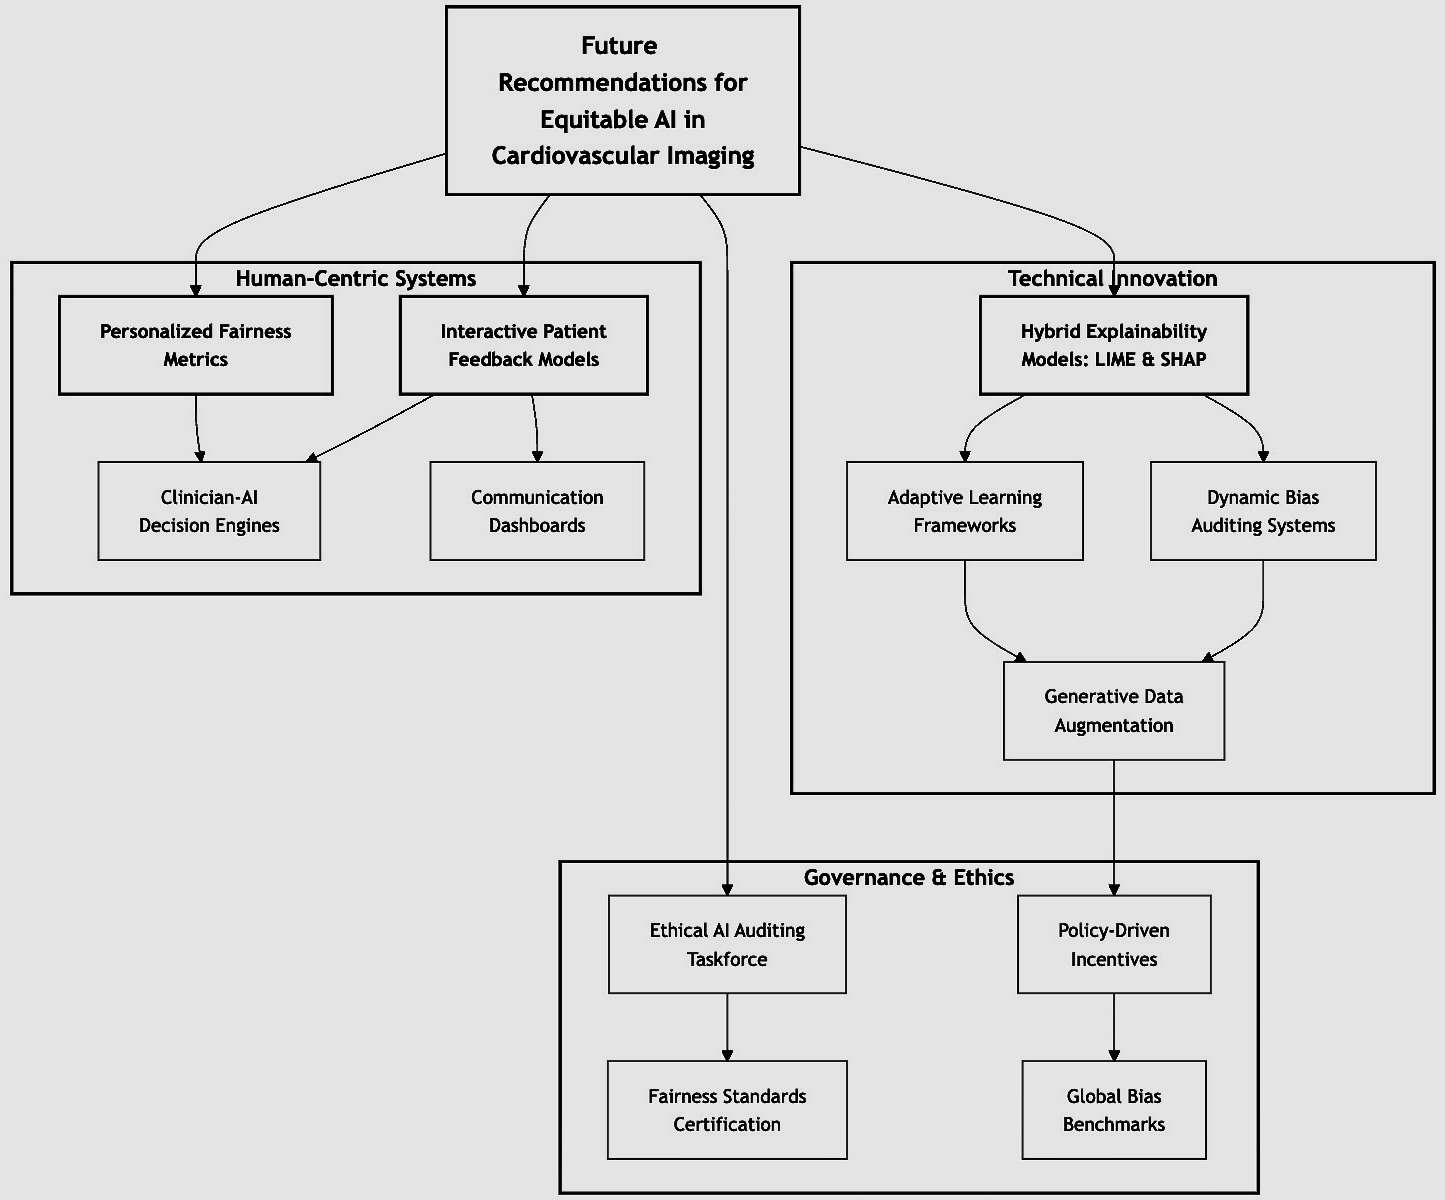 Future
Recommendations for
Equitable AI in
Cardiovascular Imaging
Human-Centric Systems
Personalized Fairness
Metrics
Interactive Patient
Feedback Models
Clinician-AI
Decision Engines
Communication
Dashboards
Technical Innovation
Hybrid Explainability
Models: LIME & SHAP
Adaptive Learning
Frameworks
Dynamic Bias
Auditing Systems
Generative Data
Augmentation
Governance & Ethics
Ethical AI Auditing
Taskforce
Policy-Driven
Incentives
Fairness Standards
Certification
Global Bias
Benchmarks